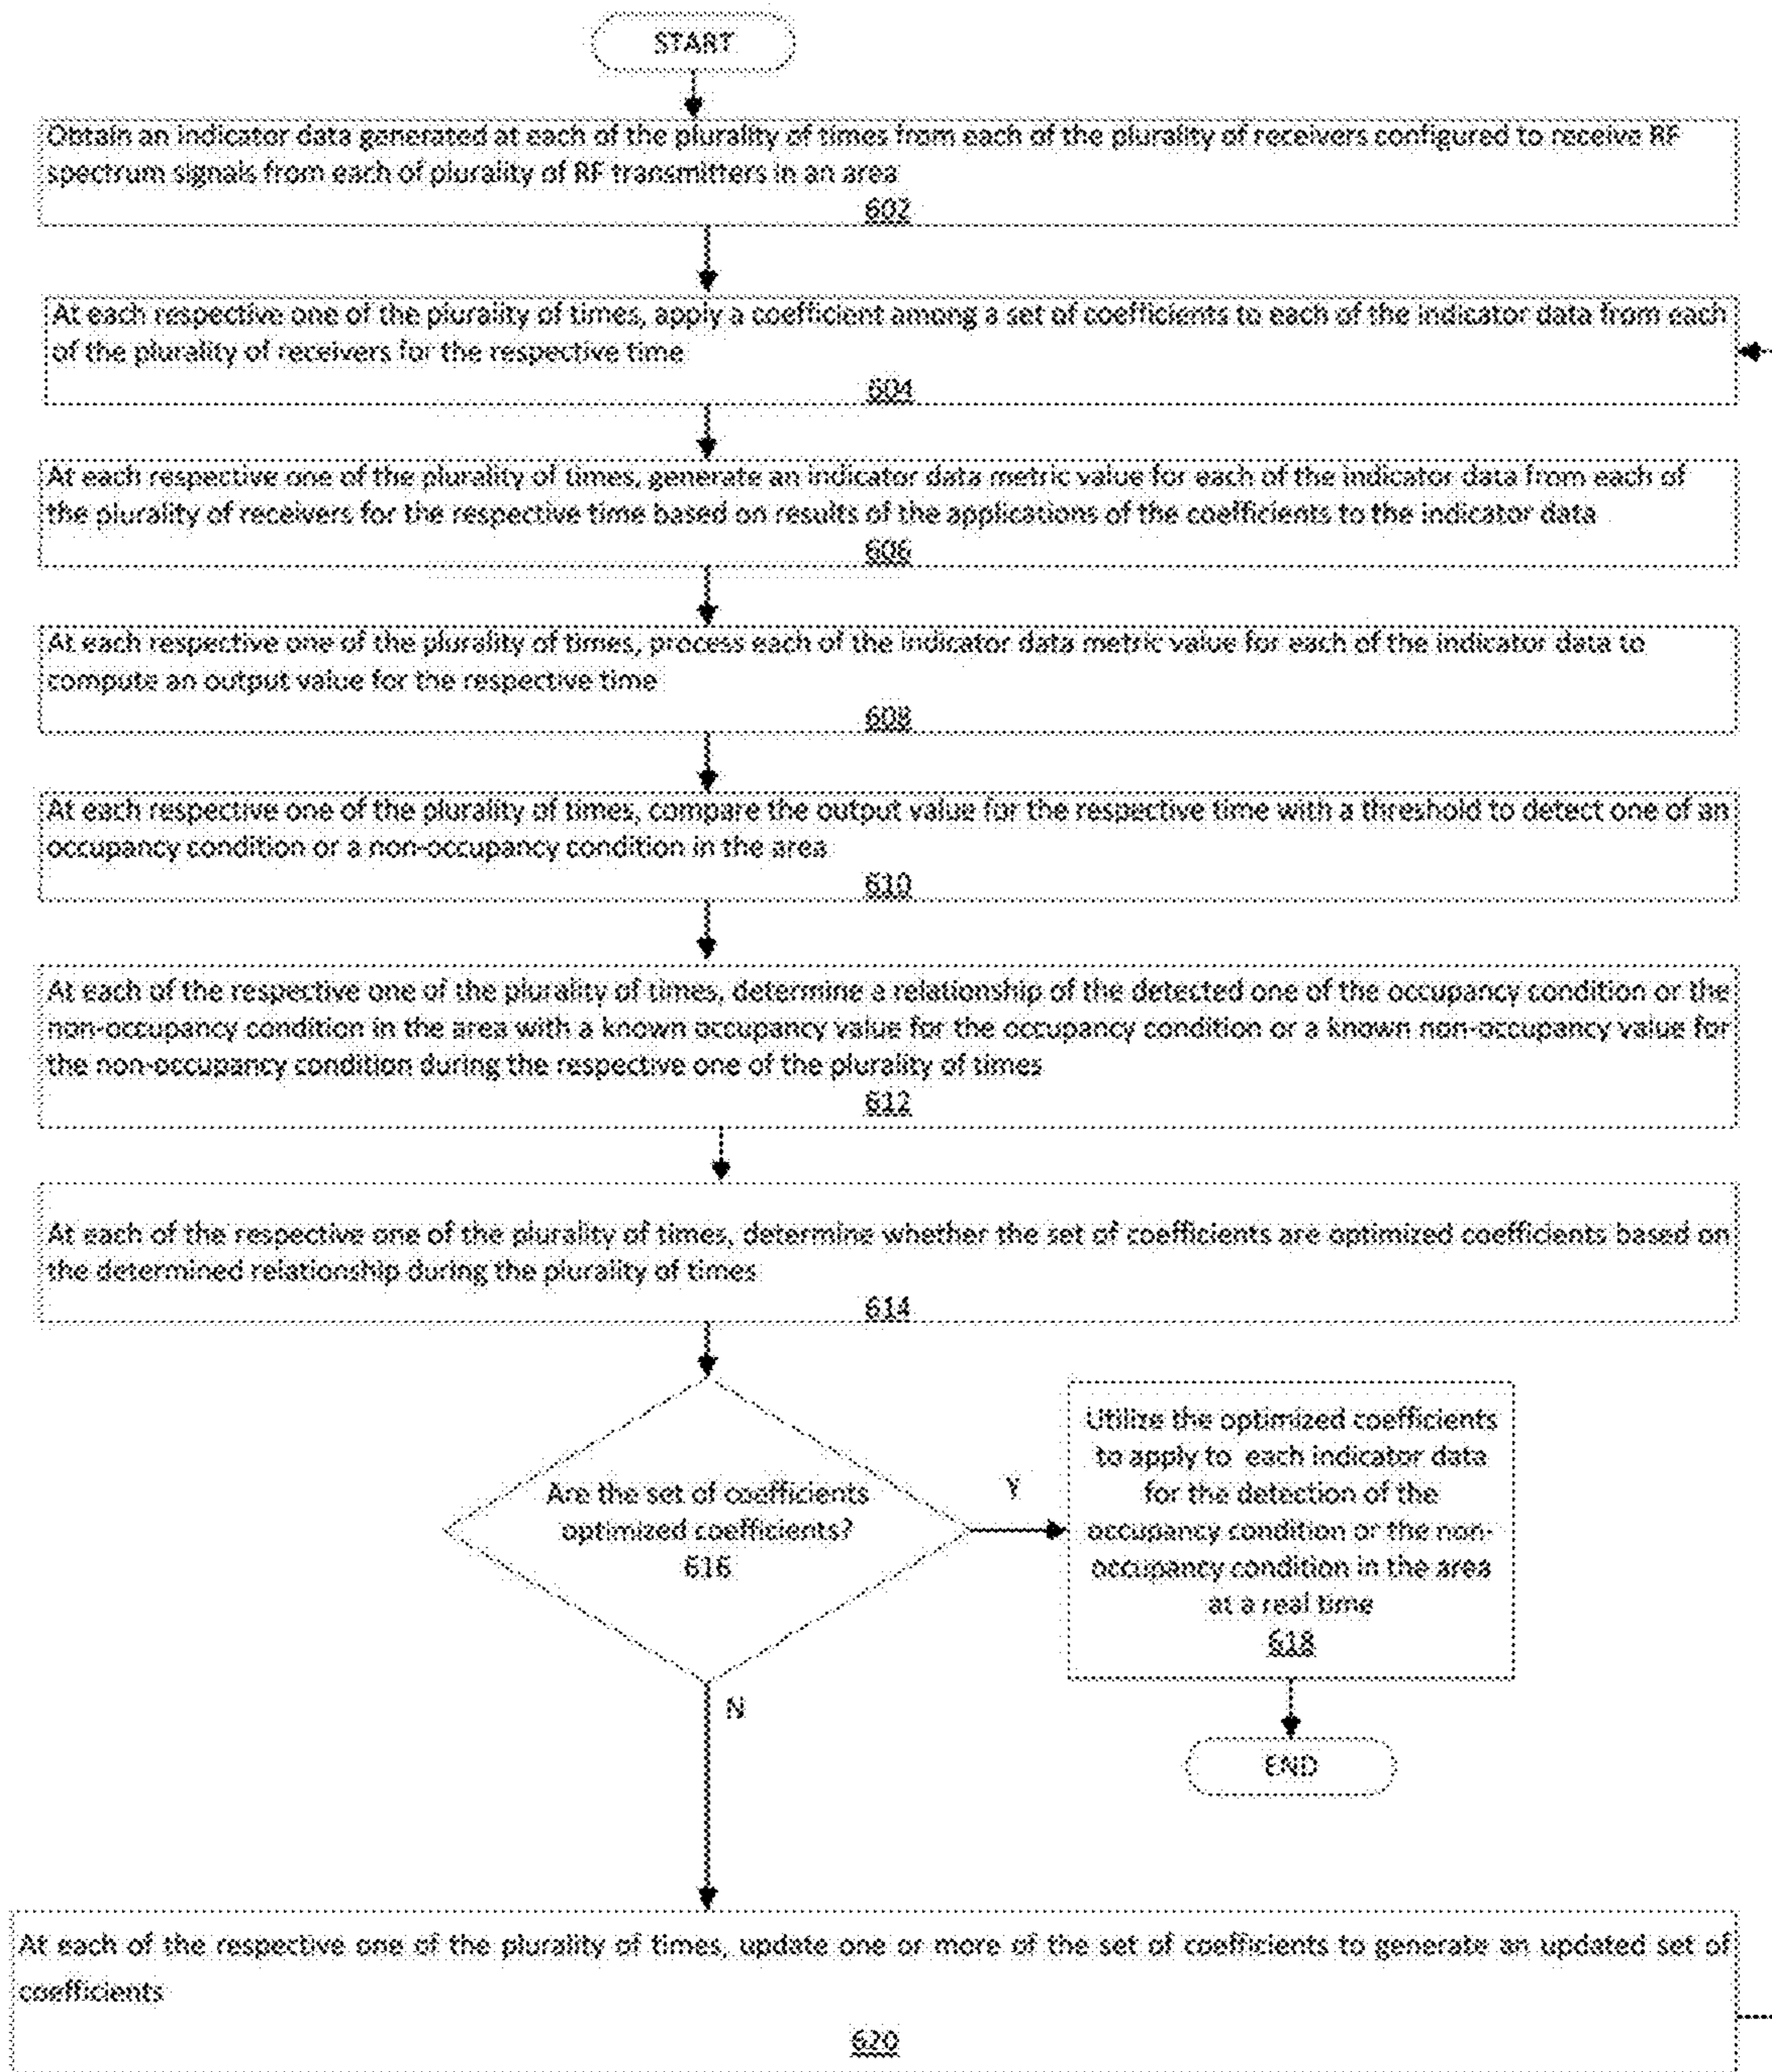 START
Obtain an indicator data generated at each of the plurality of times from each of the plurality of receivers configured to receive RF
spectrum signals from each of plurality of RF transmitters in an area
602
At each respective one of the plurality of times, apply a coefficient among a set of coefficients to each of the indicator data from each
of the plurality of receivers for the respective time
604
At each respective one of the plurality of times, generate an indicator data metric value for each of the indicator data from each of
the plurality of receivers for the respective time based on results of the applications of the coefficients to the indicator data
606
At each respective one of the plurality of times, process each of the indicator data metric value for each of the indicator data to
compute an output value for the respective time
608
At each respective one of the plurality of times, compare the output value for the respective time with a threshold to detect one of an
occupancy condition or a non-occupancy condition in the area
610
At each of the respective one of the plurality of times, determine a relationship of the detected one of the occupancy condition or the
non-occupancy condition in the area with a known occupancy value for the occupancy condition or a known non-occupancy value for
the non-occupancy condition during the respective one of the plurality of times
612
At each of the respective one of the plurality of times, determine whether the set of coefficients are optimized coefficients based on
the determined relationship during the plurality of times
614
Are the set of coefficients
optimized coefficients?
616
Y
Utilize the optimized coefficients
to apply to each indicator data
for the detection of the
occupancy condition or the non-
occupancy condition in the area
at a real time
618
N
END
At each of the respective one of the plurality of times, update one or more of the set of coefficients to generate an updated set of
coefficients
620